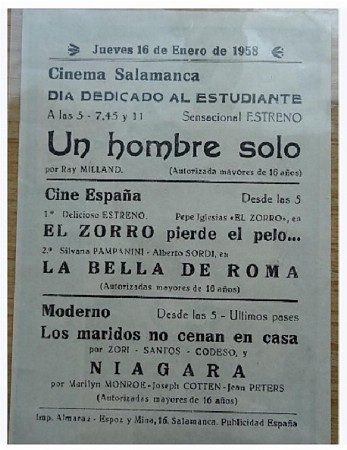 Jueves 16 de Enero de 1958
Cinema Salamanca
DIA DEDICADO AL ESTUDIANTE
A las 5 - 7,45 y 11 Sensacional ESTRENO
Un hombre solo
por Ray MILLAND. (Autorizada mayores de 16 años)
Cine España Desde las 5
1.º Delicioso ESTRENO. Pepe Iglesias «EL ZORRO», en
EL ZORRO pierde el pelo...
2.º Silvana PAMPANINI - Alberto SORDI, en
LA BELLA DE ROMA
(Autorizadas mayores de 16 años)
Moderno Desde las 5 - Ultimos pases
Los maridos no cenan en casa
por ZORI - SANTOS - CODESO, y
NIAGARA
por Marilyn MONROE - Joseph COTTEN - Jean PETERS
(Autorizadas mayores de 16 años)
Imp. Almaraz - Espoz y Mina, 16. Salamanca. Publicidad España